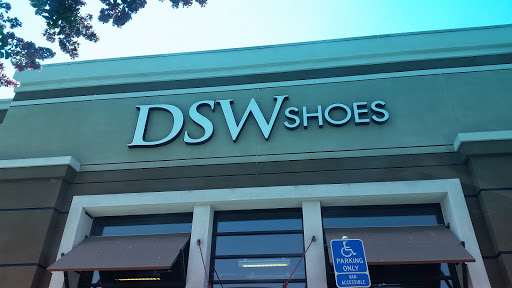 DSW SHOES
PARKING
ONLY
VAN
ACCESSIBLE